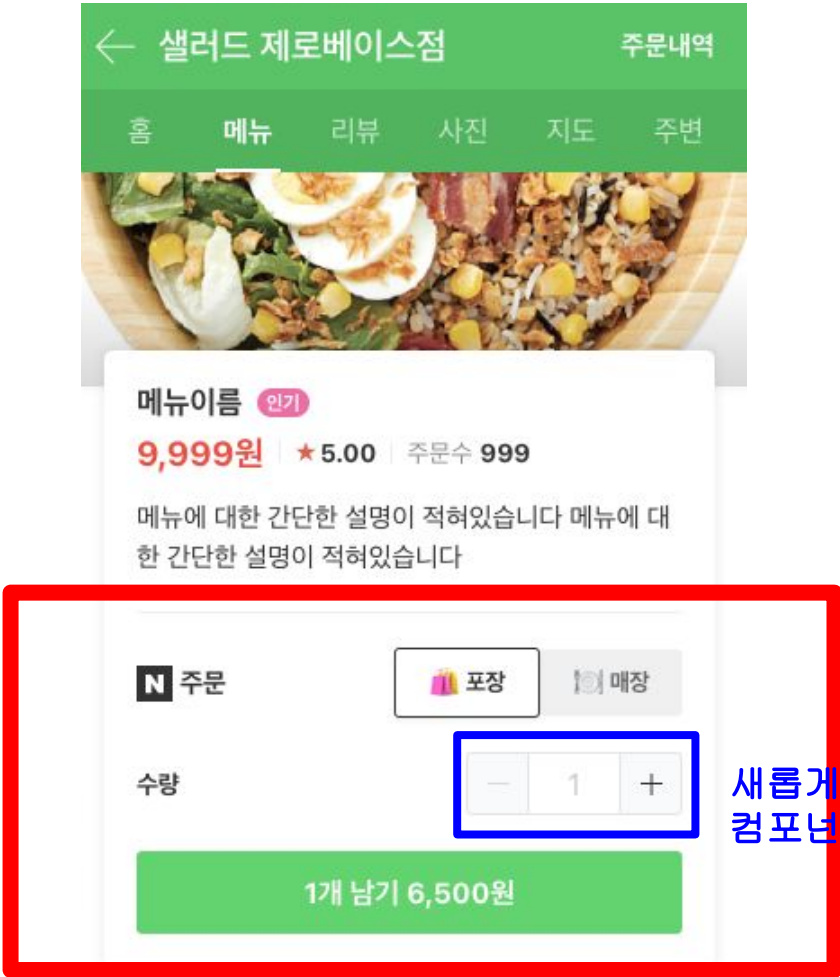 샐러드 제로베이스점 주문내역
홈 메뉴 리뷰 사진 지도 주변
메뉴이름 인기
9,999원 ★5.00 주문수 999
메뉴에 대한 간단한 설명이 적혀있습니다 메뉴에 대
한 간단한 설명이 적혀있습니다
N 주문 포장 매장
수량 1
새롭게
컴포넌
1개 남기 6,500원